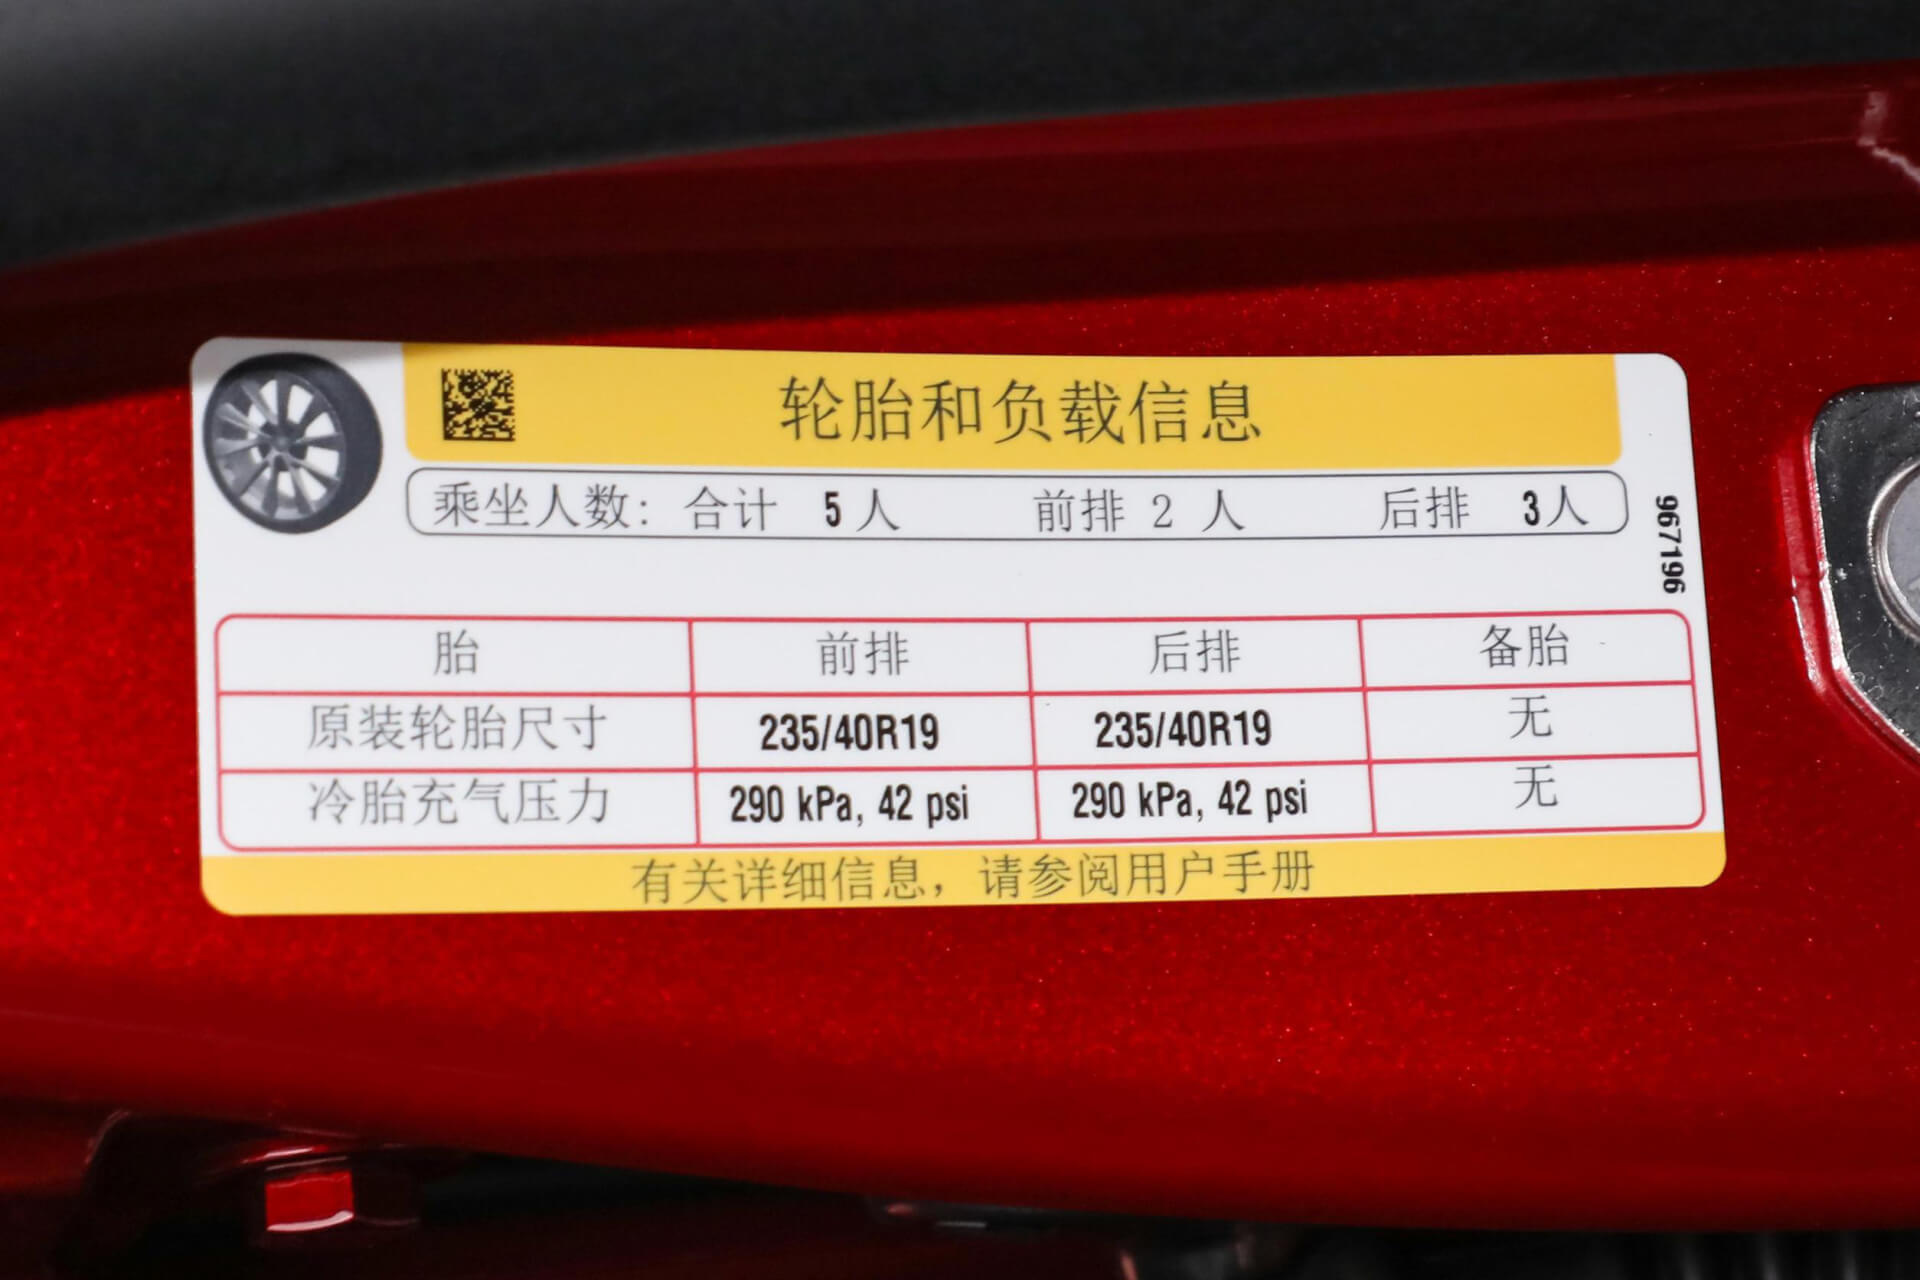 轮胎和负载信息
乘坐人数: 合计 5 人 前排 2 人 后排 3人
967196
胎 前排 后排 备胎
原装轮胎尺寸 235/40R19 235/40R19 无
冷胎充气压力 290 kPa, 42 psi 290 kPa, 42 psi 无
有关详细信息，请参阅用户手册